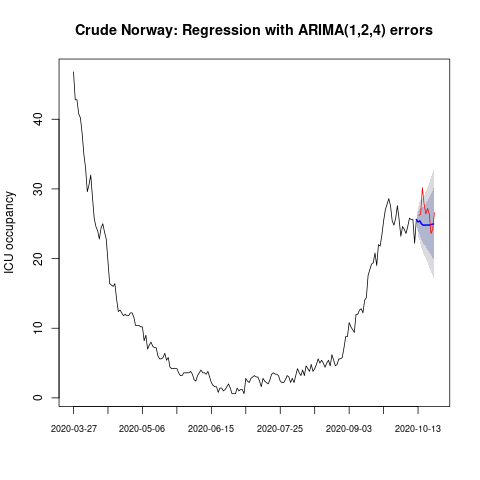 Crude Norway: Regression with ARIMA(1,2,4) errors
ICU occupancy
40
30
20
10
0
2020-03-27 2020-05-06 2020-06-15 2020-07-25 2020-09-03 2020-10-13